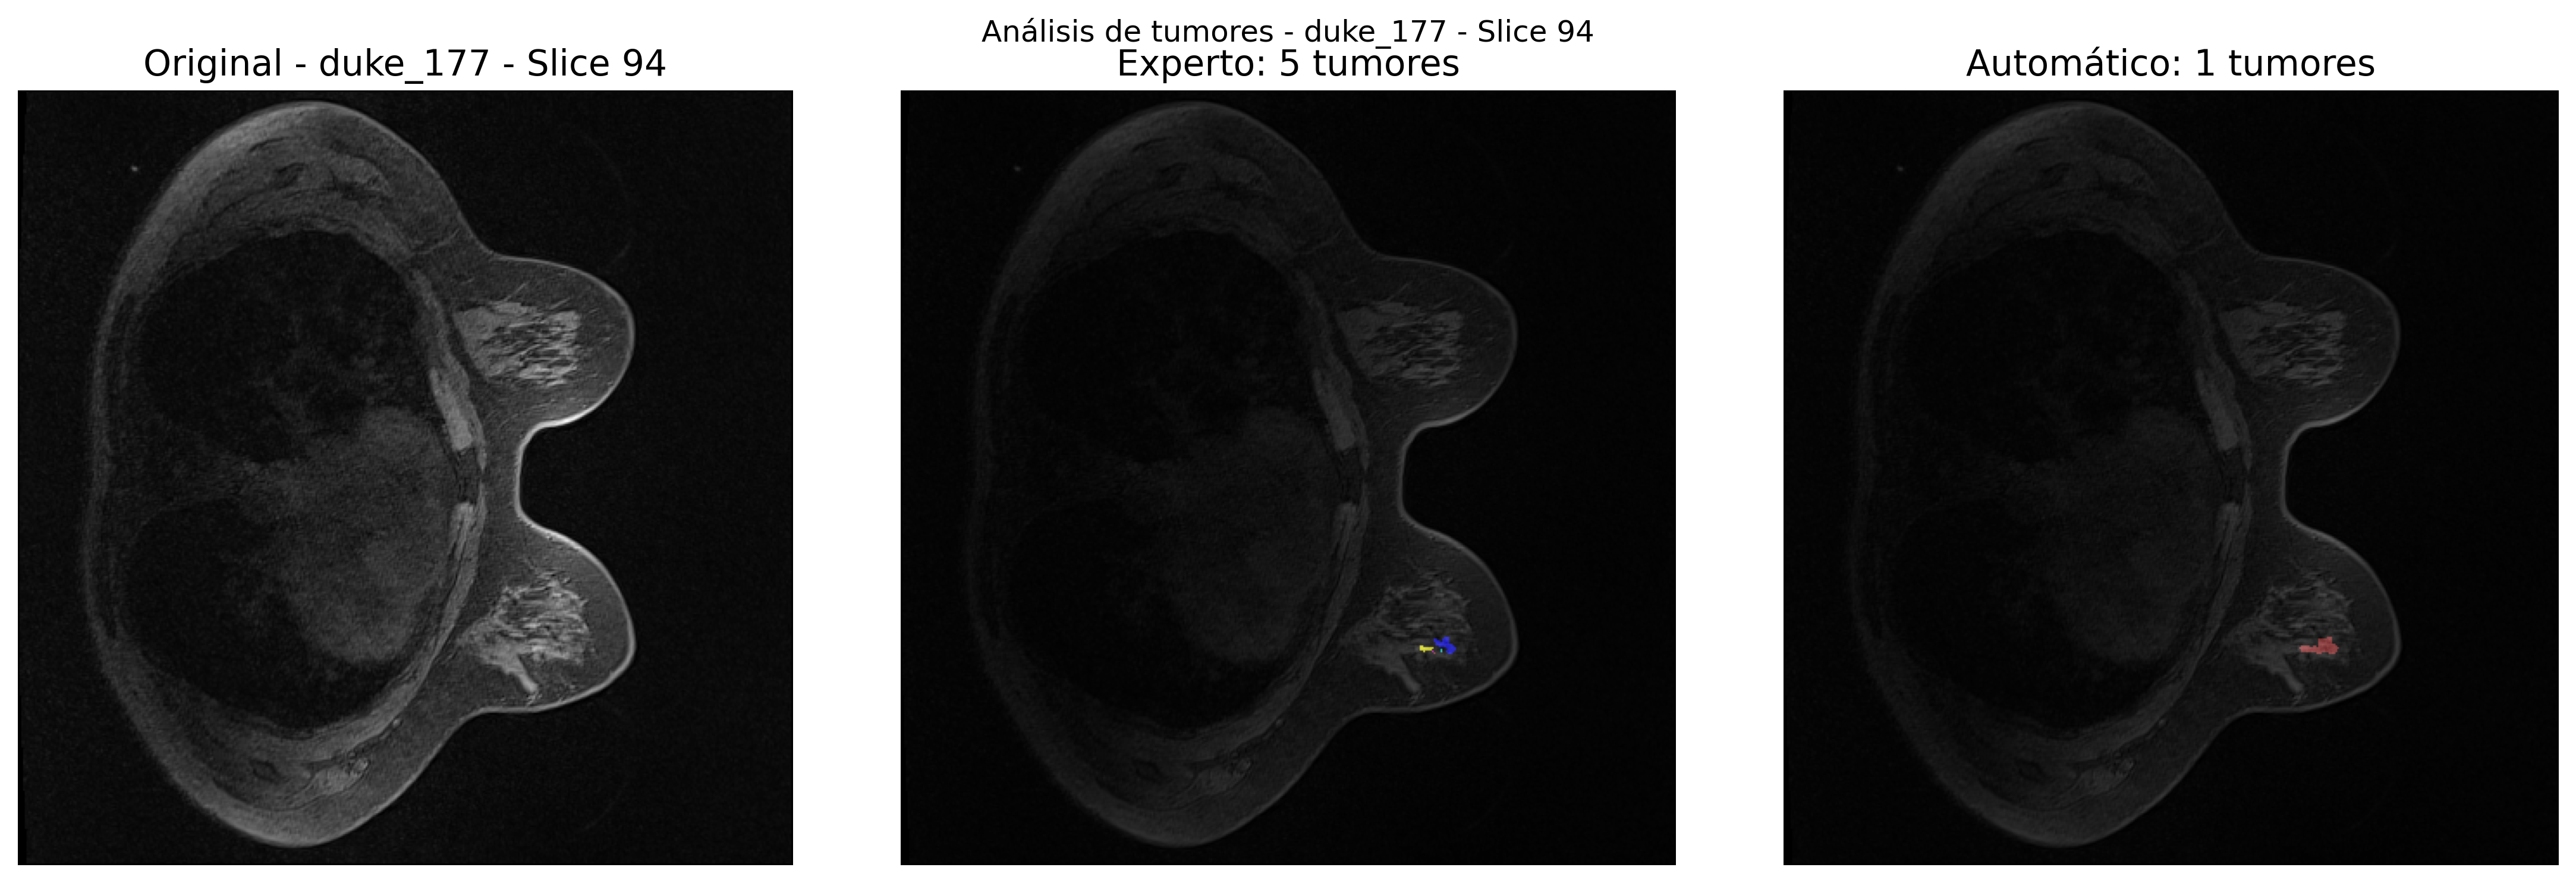 Análisis de tumores - duke_177 - Slice 94
Original - duke_177 - Slice 94
Experto: 5 tumores
Automático: 1 tumores